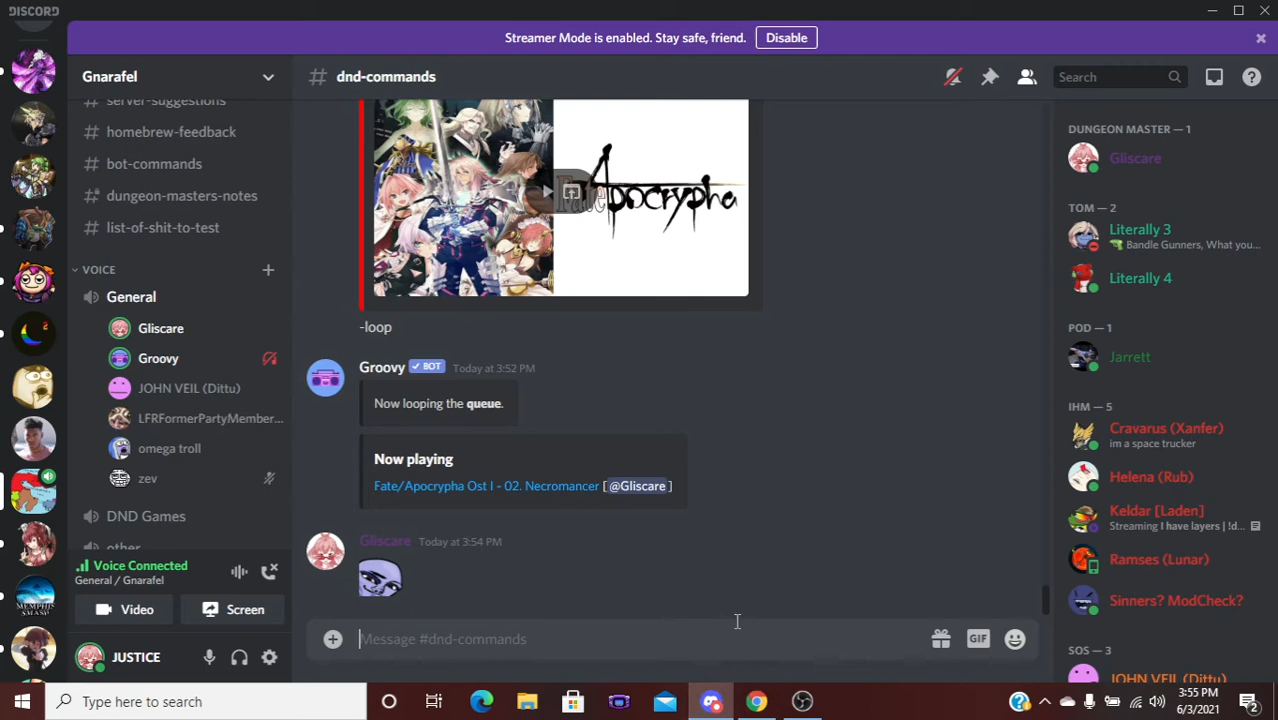 DISCORD
Streamer Mode is enabled. Stay safe, friend.
Disable
Gnarafel
dnd-commands
Search
server-suggestions
homebrew-feedback
bot-commands
dungeon-masters-notes
list-of-shit-to-test
VOICE
General
Gliscare
Groovy
JOHN VEIL (Dittu)
LFRFormerPartyMember...
omega troll
zev
DND Games
other
Voice Connected
General / Gnarafel
Video
Screen
JUSTICE
Fate
Apocrypha
-loop
Groovy
BOT
Today at 3:52 PM
Now looping the queue.
Now playing
Fate/Apocrypha Ost I - 02. Necromancer [@Gliscare]
Gliscare
Today at 3:54 PM
Message #dnd-commands
GIF
DUNGEON MASTER — 1
Gliscare
TOM — 2
Literally 3
Bandle Gunners, What you...
Literally 4
POD — 1
Jarrett
IHM — 5
Cravarus (Xanfer)
im a space trucker
Helena (Rub)
Keldar [Laden]
Streaming I have layers | !d...
Ramses (Lunar)
Sinners? ModCheck?
SOS — 3
JOHN VEIL (Dittu)
Type here to search
3:55 PM
6/3/2021
2